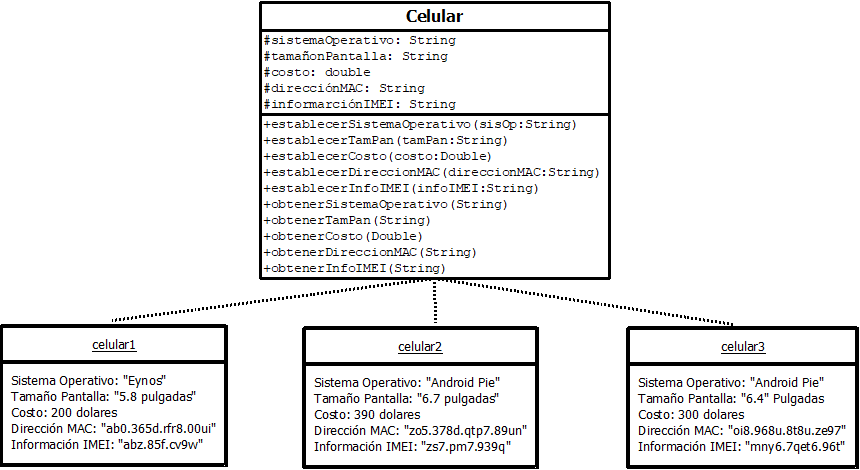 Celular
#sistemaOperativo: String
#tamañonPantalla: String
#costo: double
#direcciónMAC: String
#informarciónIMEI: String
+establecerSistemaOperativo(sisOp:String)
+establecerTamPan(tamPan:String)
+establecerCosto(costo:Double)
+establecerDireccionMAC(direccionMAC:String)
+establecerInfoIMEI(infoIMEI:String)
+obtenerSistemaOperativo(String)
+obtenerTamPan(String)
+obtenerCosto(Double)
+obtenerDireccionMAC(String)
+obtenerInfoIMEI(String)
celular1
Sistema Operativo: "Eynos"
Tamaño Pantalla: "5.8 pulgadas"
Costo: 200 dolares
Dirección MAC: "ab0.365d.rfr8.00ui"
Información IMEI: "abz.85f.cv9w"
celular2
Sistema Operativo: "Android Pie"
Tamaño Pantalla: "6.7 pulgadas"
Costo: 390 dolares
Dirección MAC: "zo5.378d.qtp7.89un"
Información IMEI: "zs7.pm7.939q"
celular3
Sistema Operativo: "Android Pie"
Tamaño Pantalla: "6.4" Pulgadas
Costo: 300 dolares
Dirección MAC: "oi8.968u.8t8u.ze97"
Información IMEI: "mny6.7qet6.96t"